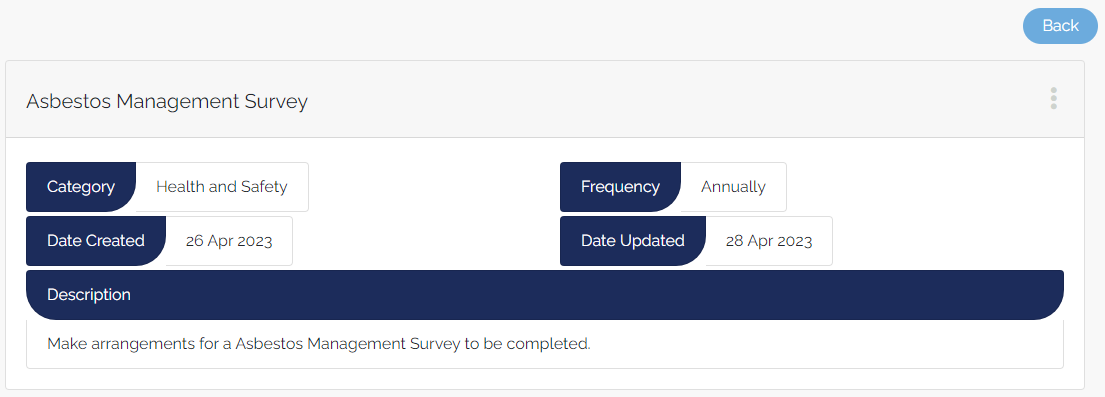 Back
Asbestos Management Survey
Category Health and Safety Frequency Annually
Date Created 26 Apr 2023 Date Updated 28 Apr 2023
Description
Make arrangements for a Asbestos Management Survey to be completed.